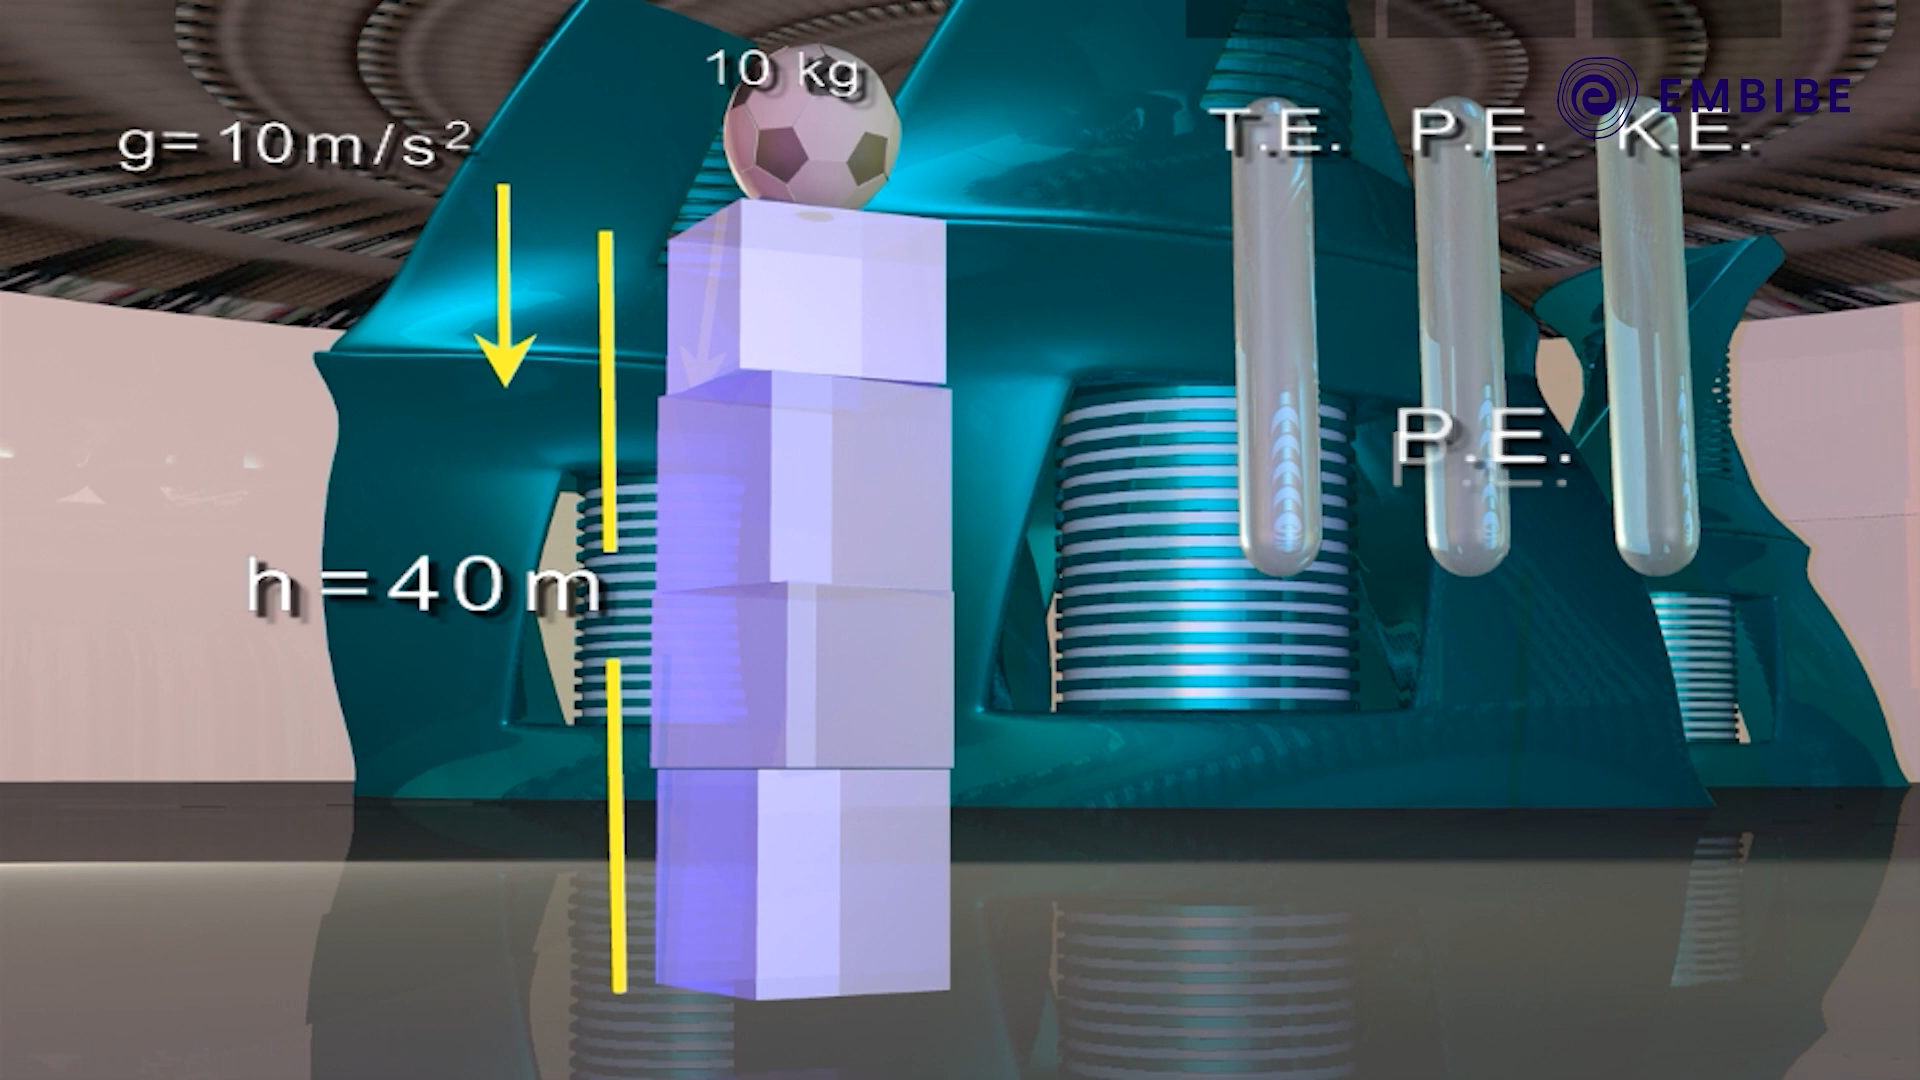 10 kg
g=10m/s²
T.E. P.E. K.E.
EMBIBE
P.E.
h=40m